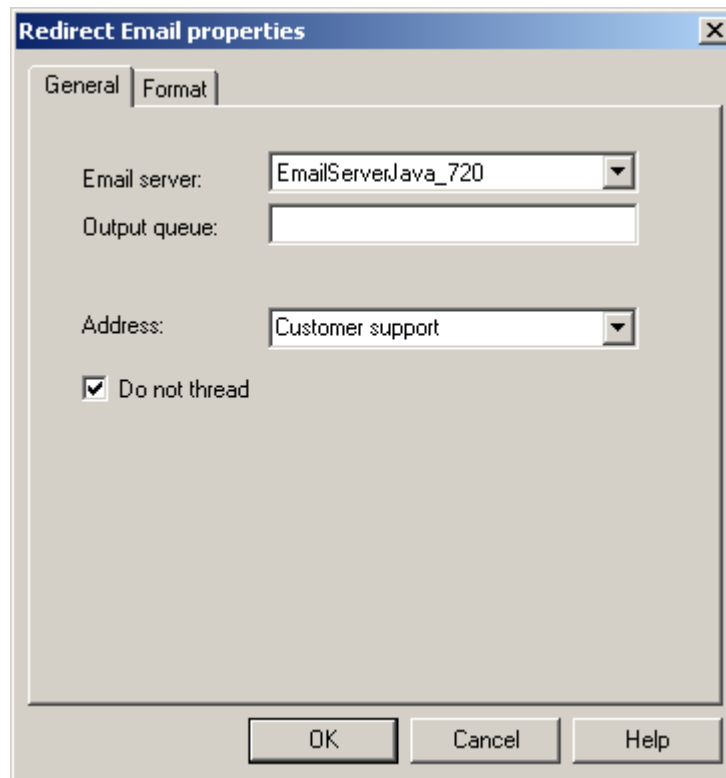 Redirect Email properties
General Format
Email server: EmailServerJava_720
Output queue:
Address: Customer support
Do not thread
OK Cancel Help